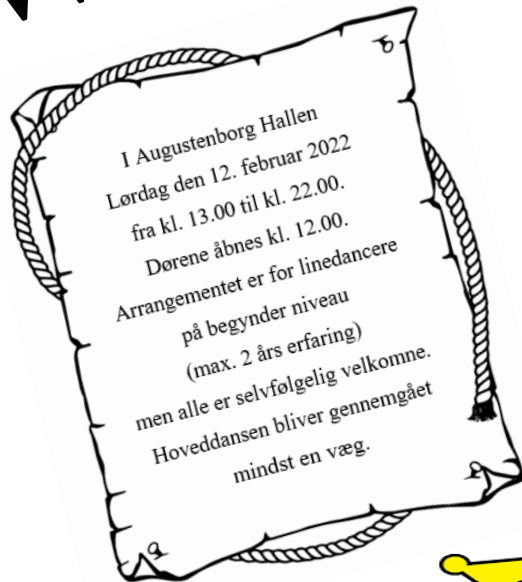 I Augustenborg Hallen
Lørdag den 12. februar 2022
fra kl. 13.00 til kl. 22.00.
Dørene åbnes kl. 12.00.
Arrangementet er for linedancere
på begynder niveau
(max. 2 års erfaring)
men alle er selvfølgelig velkomne.
Hoveddansen bliver gennemgået
mindst en væg.